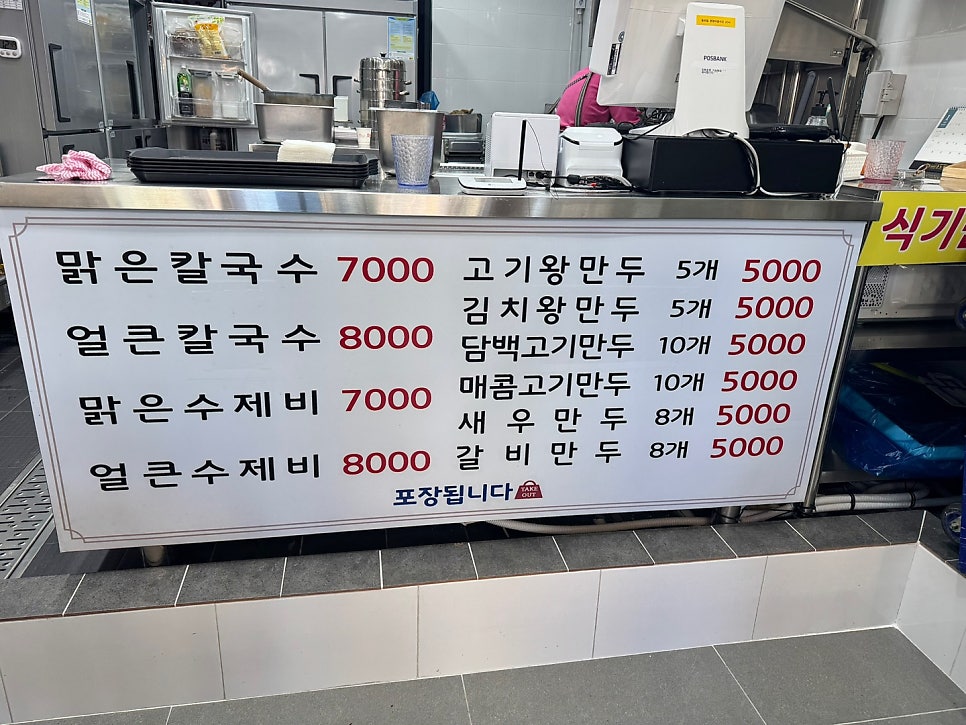 POSBANK
맑은칼국수 7000
얼큰칼국수 8000
맑은수제비 7000
얼큰수제비 8000
고기왕만두 5개 5000
김치왕만두 5개 5000
담백고기만두 10개 5000
매콤고기만두 10개 5000
새우만두 8개 5000
갈비만두 8개 5000
포장됩니다 TAKE OUT
식기